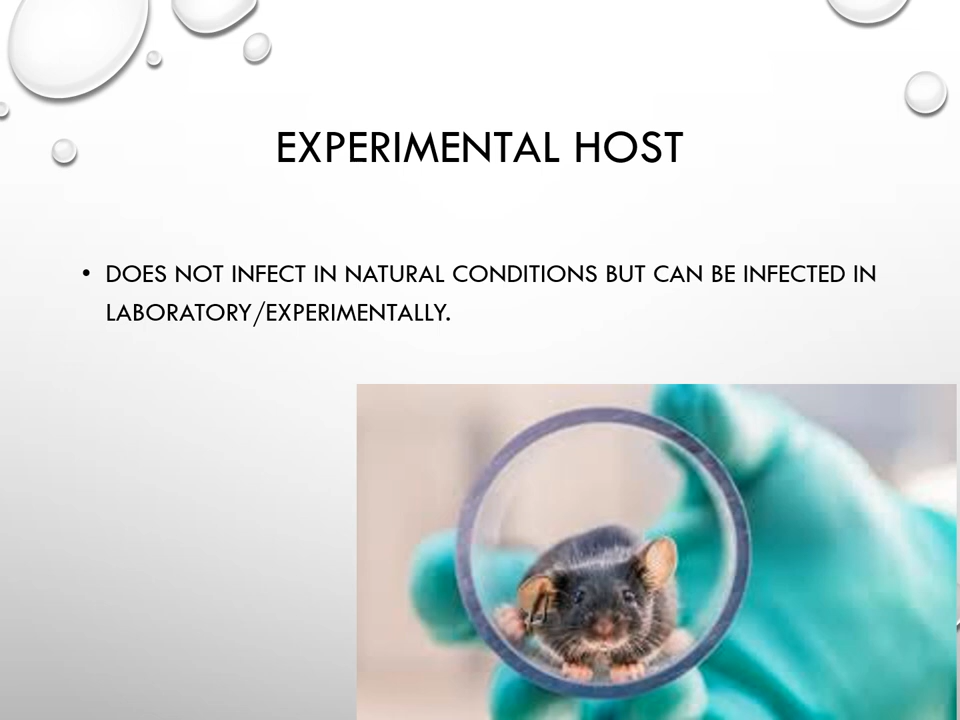 EXPERIMENTAL HOST
• DOES NOT INFECT IN NATURAL CONDITIONS BUT CAN BE INFECTED IN
LABORATORY/EXPERIMENTALLY.